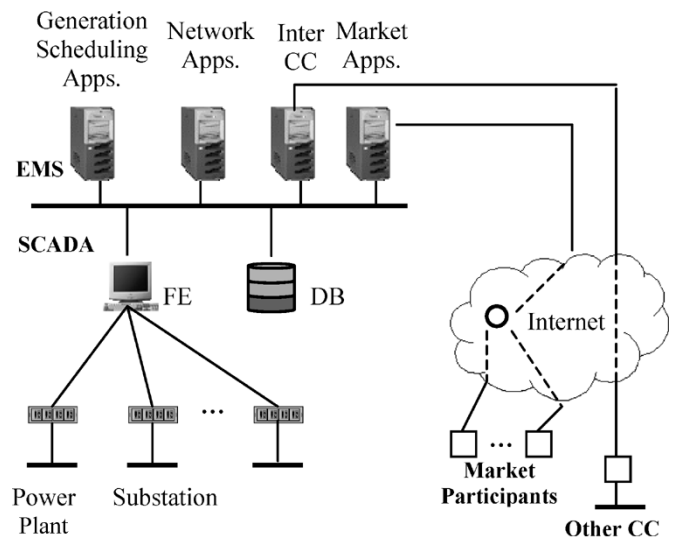 Generation
Scheduling
Apps.
Network
Apps.
Inter
CC
Market
Apps.
EMS
SCADA
FE
DB
Internet
...
...
Market
Participants
Power
Plant
Substation
Other CC